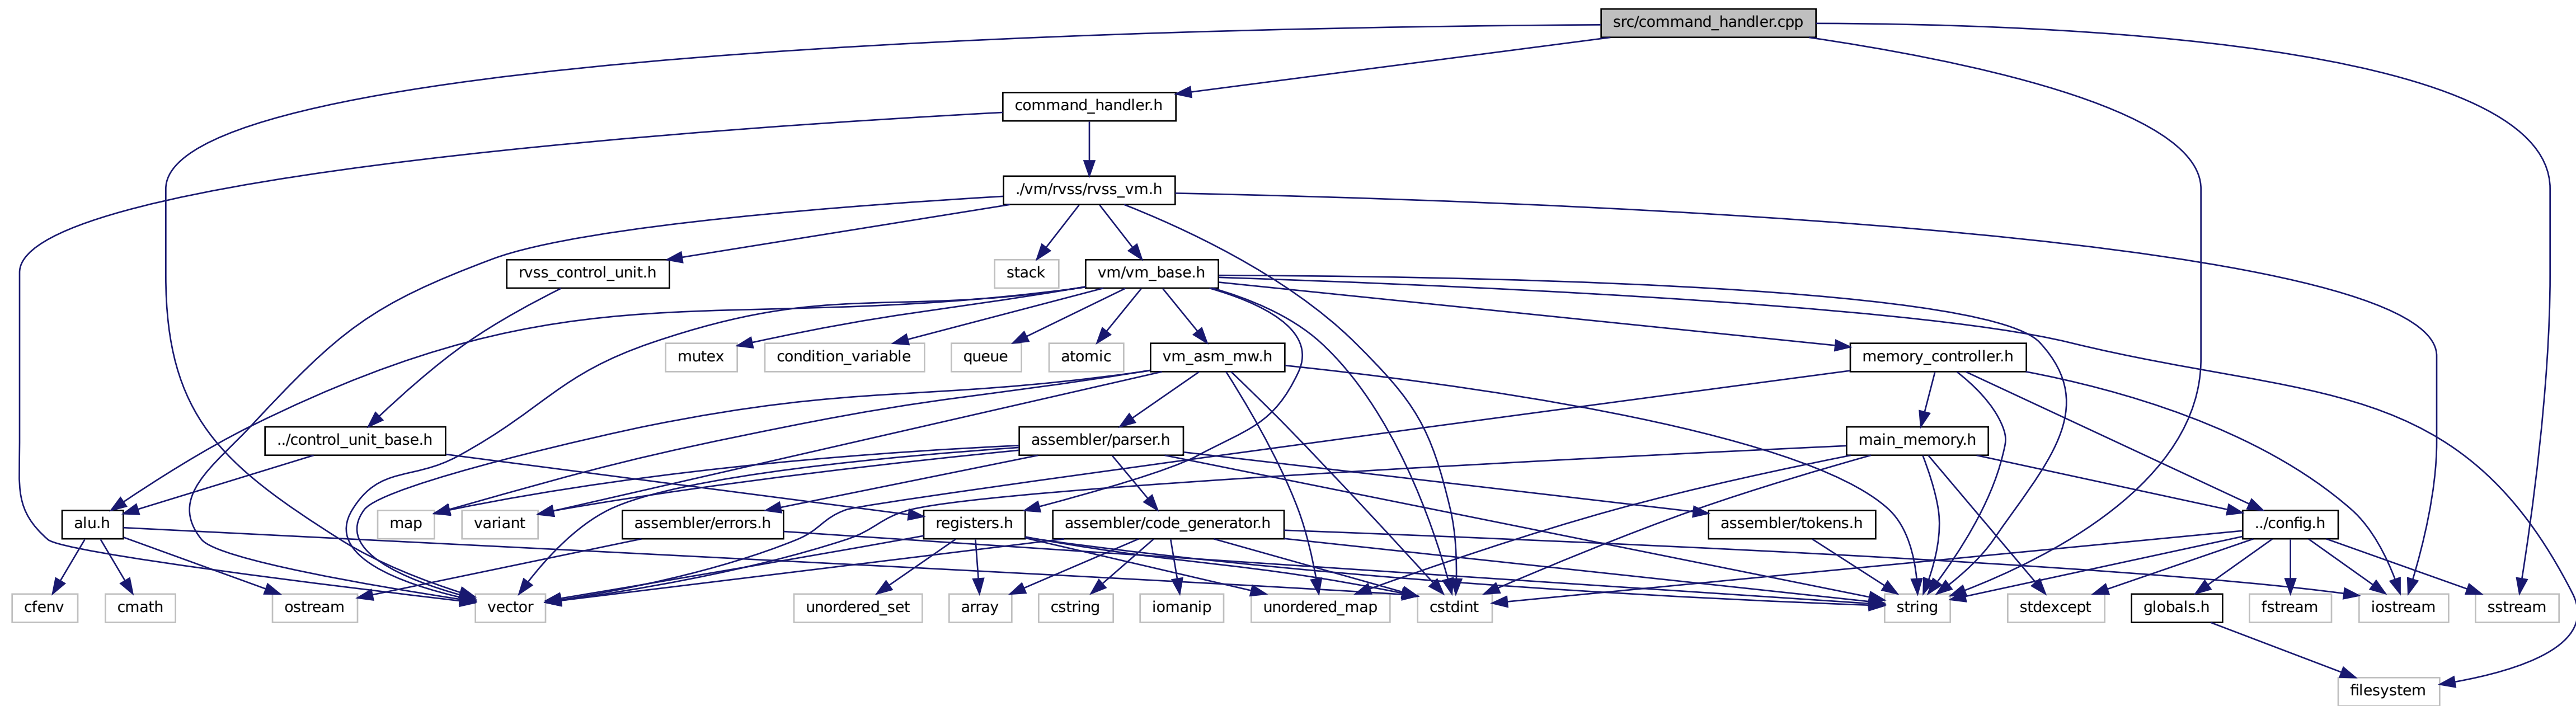 src/command_handler.cpp
command_handler.h
./vm/rvss/rvss_vm.h
rvss_control_unit.h
stack
vm/vm_base.h
mutex
condition_variable
queue
atomic
vm_asm_mw.h
memory_controller.h
../control_unit_base.h
assembler/parser.h
main_memory.h
alu.h
map
variant
assembler/errors.h
registers.h
assembler/code_generator.h
assembler/tokens.h
../config.h
cfenv
cmath
ostream
vector
unordered_set
array
cstring
iomanip
unordered_map
cstdint
string
stdexcept
globals.h
fstream
iostream
sstream
filesystem